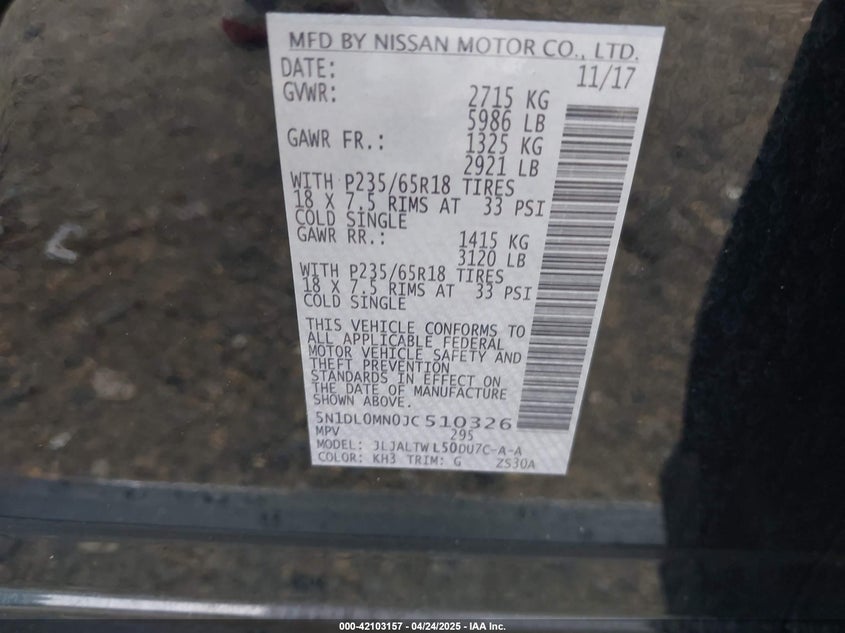 MFD BY NISSAN MOTOR CO., LTD.
DATE: 11/17
GVWR: 2715 KG
5986 LB
GAWR FR.: 1325 KG
2921 LB
WITH P235/65R18 TIRES
18 X 7.5 RIMS AT 33 PSI
COLD SINGLE
GAWR RR.: 1415 KG
3120 LB
WITH P235/65R18 TIRES
18 X 7.5 RIMS AT 33 PSI
COLD SINGLE
THIS VEHICLE CONFORMS TO
ALL APPLICABLE FEDERAL
MOTOR VEHICLE SAFETY AND
THEFT PREVENTION
STANDARDS IN EFFECT ON
THE DATE OF MANUFACTURE
SHOWN ABOVE.
5N1DL0MN0JC510326
MPV 295
MODEL: JLJALTWL50DU7C-A-A
COLOR: KH3 TRIM: G ZS30A
000-42103157 - 04/24/2025 - IAA Inc.